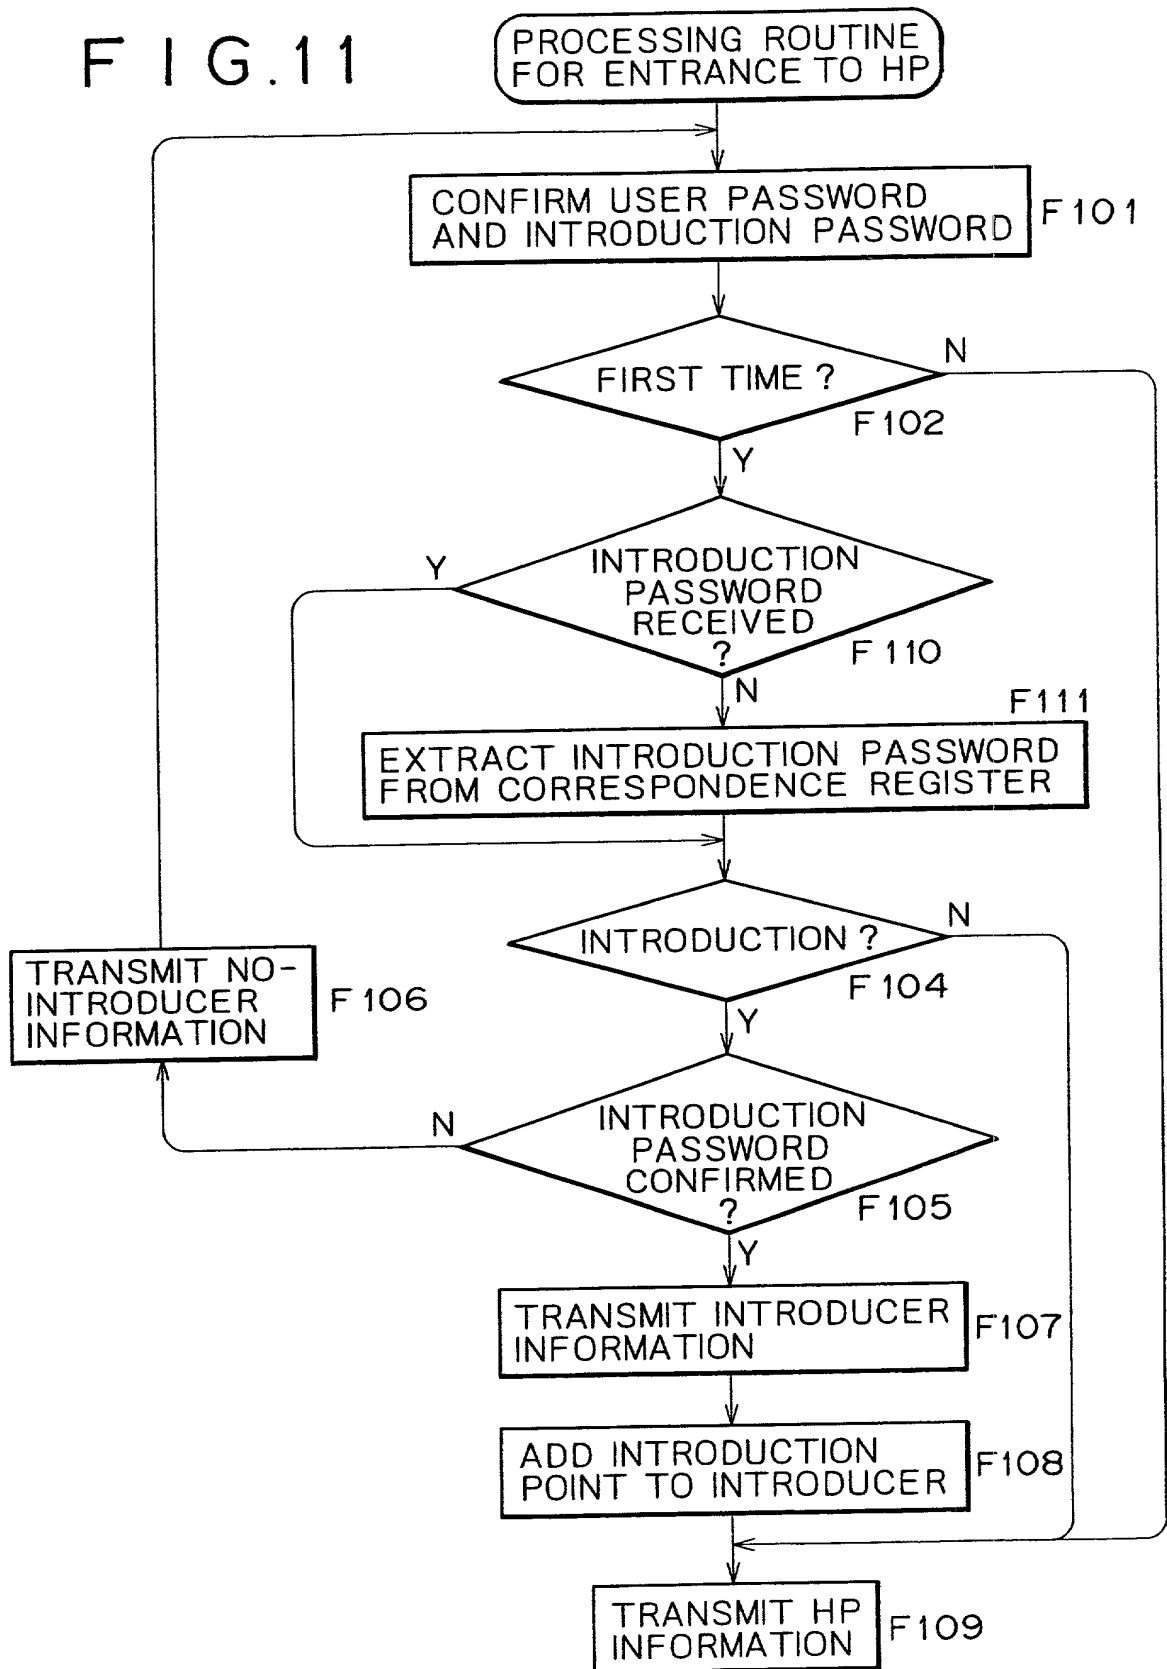 FIG.11
PROCESSING ROUTINE
FOR ENTRANCE TO HP
CONFIRM USER PASSWORD
AND INTRODUCTION PASSWORD
F101
FIRST TIME ?
N
F102
Y
INTRODUCTION
PASSWORD
RECEIVED
?
Y
F110
N
F111
EXTRACT INTRODUCTION PASSWORD
FROM CORRESPONDENCE REGISTER
INTRODUCTION ?
N
F104
Y
TRANSMIT NO-
INTRODUCER
INFORMATION
F106
INTRODUCTION
PASSWORD
CONFIRMED
?
N
F105
Y
TRANSMIT INTRODUCER
INFORMATION
F107
ADD INTRODUCTION
POINT TO INTRODUCER
F108
TRANSMIT HP
INFORMATION
F109